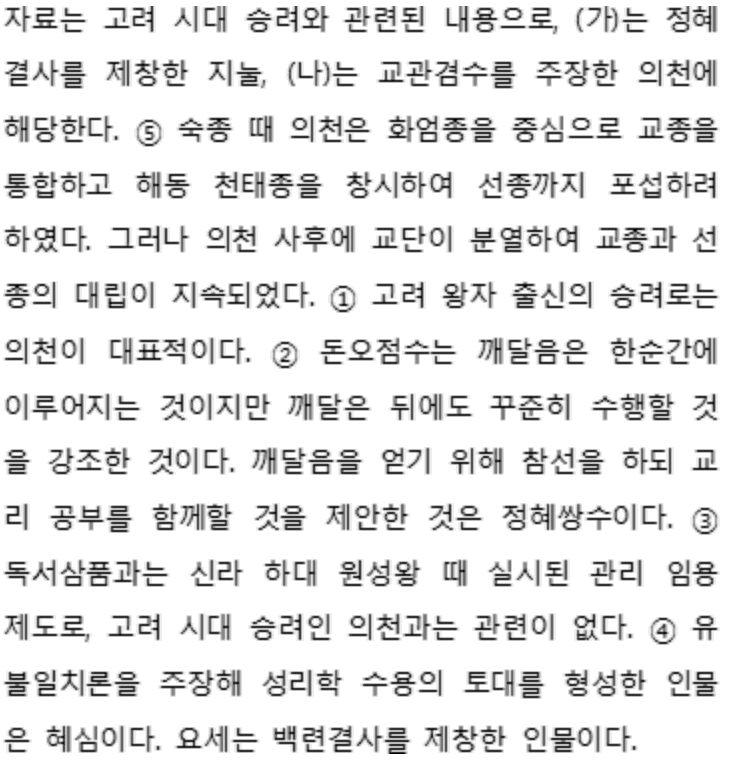 자료는 고려 시대 승려와 관련된 내용으로, (가)는 정혜
결사를 제창한 지눌, (나)는 교관겸수를 주장한 의천에
해당한다. ⑤ 숙종 때 의천은 화엄종을 중심으로 교종을
통합하고 해동 천태종을 창시하여 선종까지 포섭하려
하였다. 그러나 의천 사후에 교단이 분열하여 교종과 선
종의 대립이 지속되었다. ① 고려 왕자 출신의 승려로는
의천이 대표적이다. ② 돈오점수는 깨달음은 한순간에
이루어지는 것이지만 깨달은 뒤에도 꾸준히 수행할 것
을 강조한 것이다. 깨달음을 얻기 위해 참선을 하되 교
리 공부를 함께할 것을 제안한 것은 정혜쌍수이다. ③
독서삼품과는 신라 하대 원성왕 때 실시된 관리 임용
제도로, 고려 시대 승려인 의천과는 관련이 없다. ④ 유
불일치론을 주장해 성리학 수용의 토대를 형성한 인물
은 혜심이다. 요세는 백련결사를 제창한 인물이다.